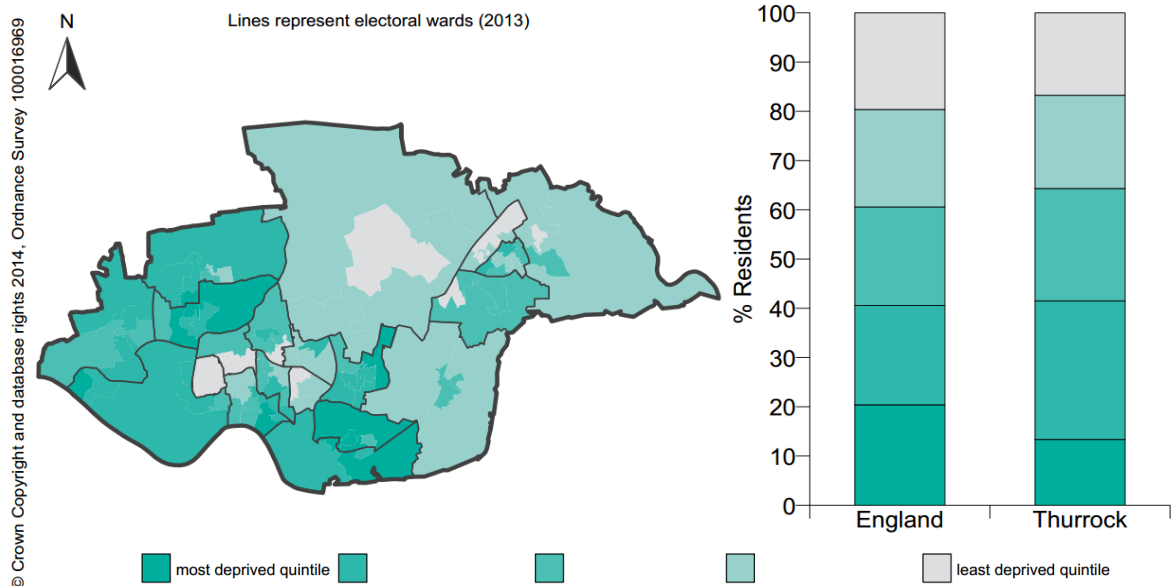 © Crown Copyright and database rights 2014, Ordnance Survey 100016969
N
Lines represent electoral wards (2013)
% Residents
100
90
80
70
60
50
40
30
20
10
0
England
Thurrock
most deprived quintile
least deprived quintile